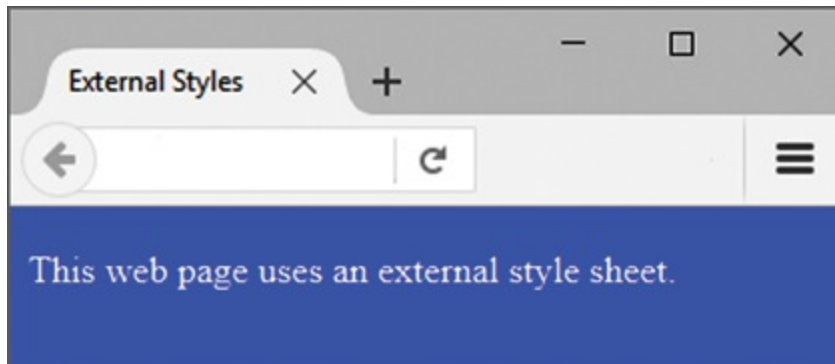 External Styles
This web page uses an external style sheet.